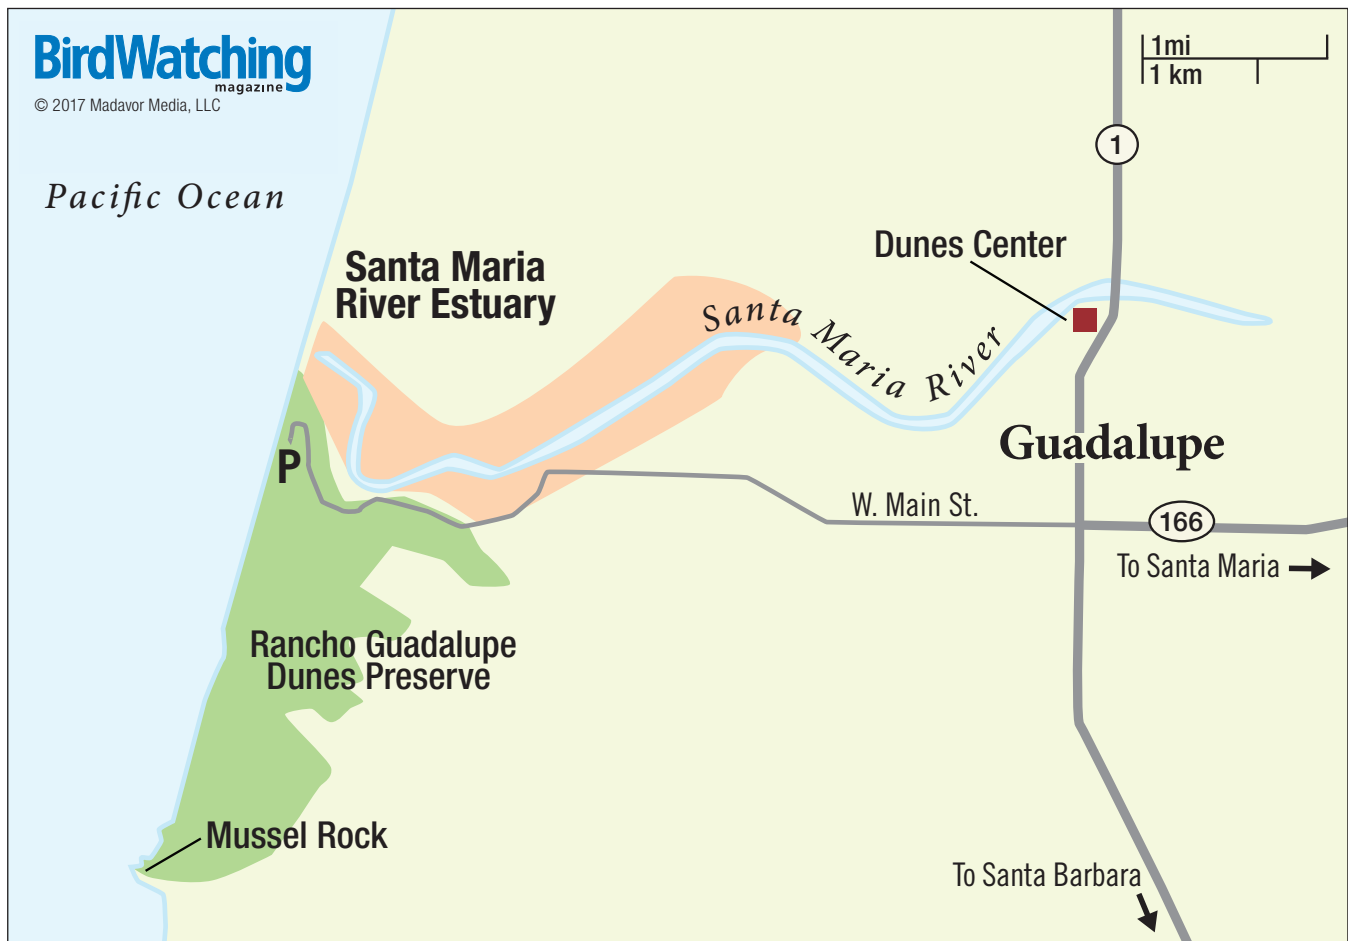 BirdWatching
magazine
© 2017 Madavor Media, LLC
1mi
1 km
1
Pacific Ocean
Dunes Center
Santa Maria
River Estuary
Santa Maria River
Guadalupe
P
W. Main St.
166
To Santa Maria
Rancho Guadalupe
Dunes Preserve
Mussel Rock
To Santa Barbara